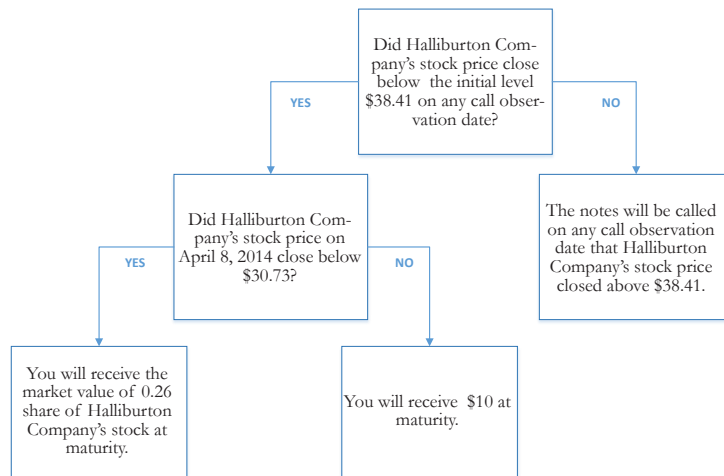 Did Halliburton Com-
pany's stock price close
below the initial level
$38.41 on any call obser-
vation date?
YES
NO
Did Halliburton Com-
pany's stock price on
April 8, 2014 close below
$30.73?
The notes will be called
on any call observation
date that Halliburton
Company's stock price
closed above $38.41.
YES
NO
You will receive the
market value of 0.26
share of Halliburton
Company's stock at
maturity.
You will receive $10 at
maturity.